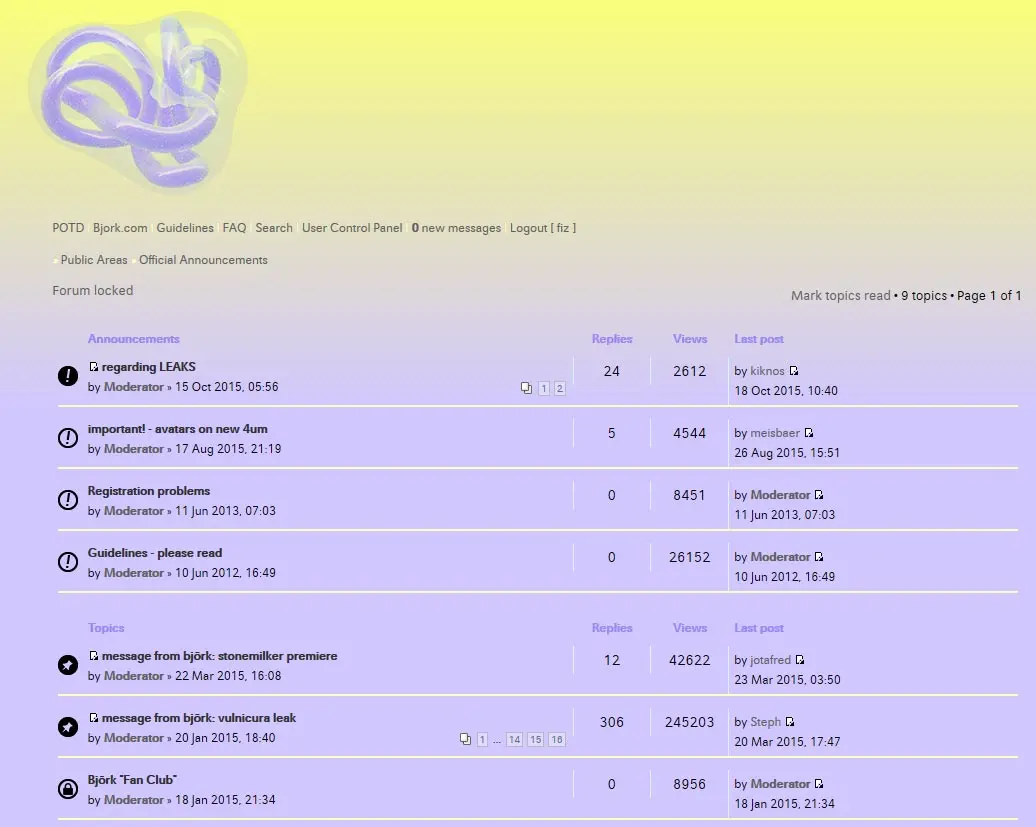 POTD Bjork.com Guidelines FAQ Search User Control Panel 0 new messages Logout [ fiz ]
Public Areas Official Announcements
Forum locked
Mark topics read • 9 topics • Page 1 of 1
Announcements Replies Views Last post
regarding LEAKS 24 2612 by kiknos
by Moderator » 15 Oct 2015, 05:56 1 2 18 Oct 2015, 10:40
important! - avatars on new 4um 5 4544 by meisbaer
by Moderator » 17 Aug 2015, 21:19 26 Aug 2015, 15:51
Registration problems 0 8451 by Moderator
by Moderator » 11 Jun 2013, 07:03 11 Jun 2013, 07:03
Guidelines - please read 0 26152 by Moderator
by Moderator » 10 Jun 2012, 16:49 10 Jun 2012, 16:49
Topics Replies Views Last post
message from björk: stonemilker premiere 12 42622 by jotafred
by Moderator » 22 Mar 2015, 16:08 23 Mar 2015, 03:50
message from björk: vulnicura leak 306 245203 by Steph
by Moderator » 20 Jan 2015, 18:40 1 ... 14 15 16 20 Mar 2015, 17:47
Björk "Fan Club" 0 8956 by Moderator
by Moderator » 18 Jan 2015, 21:34 18 Jan 2015, 21:34